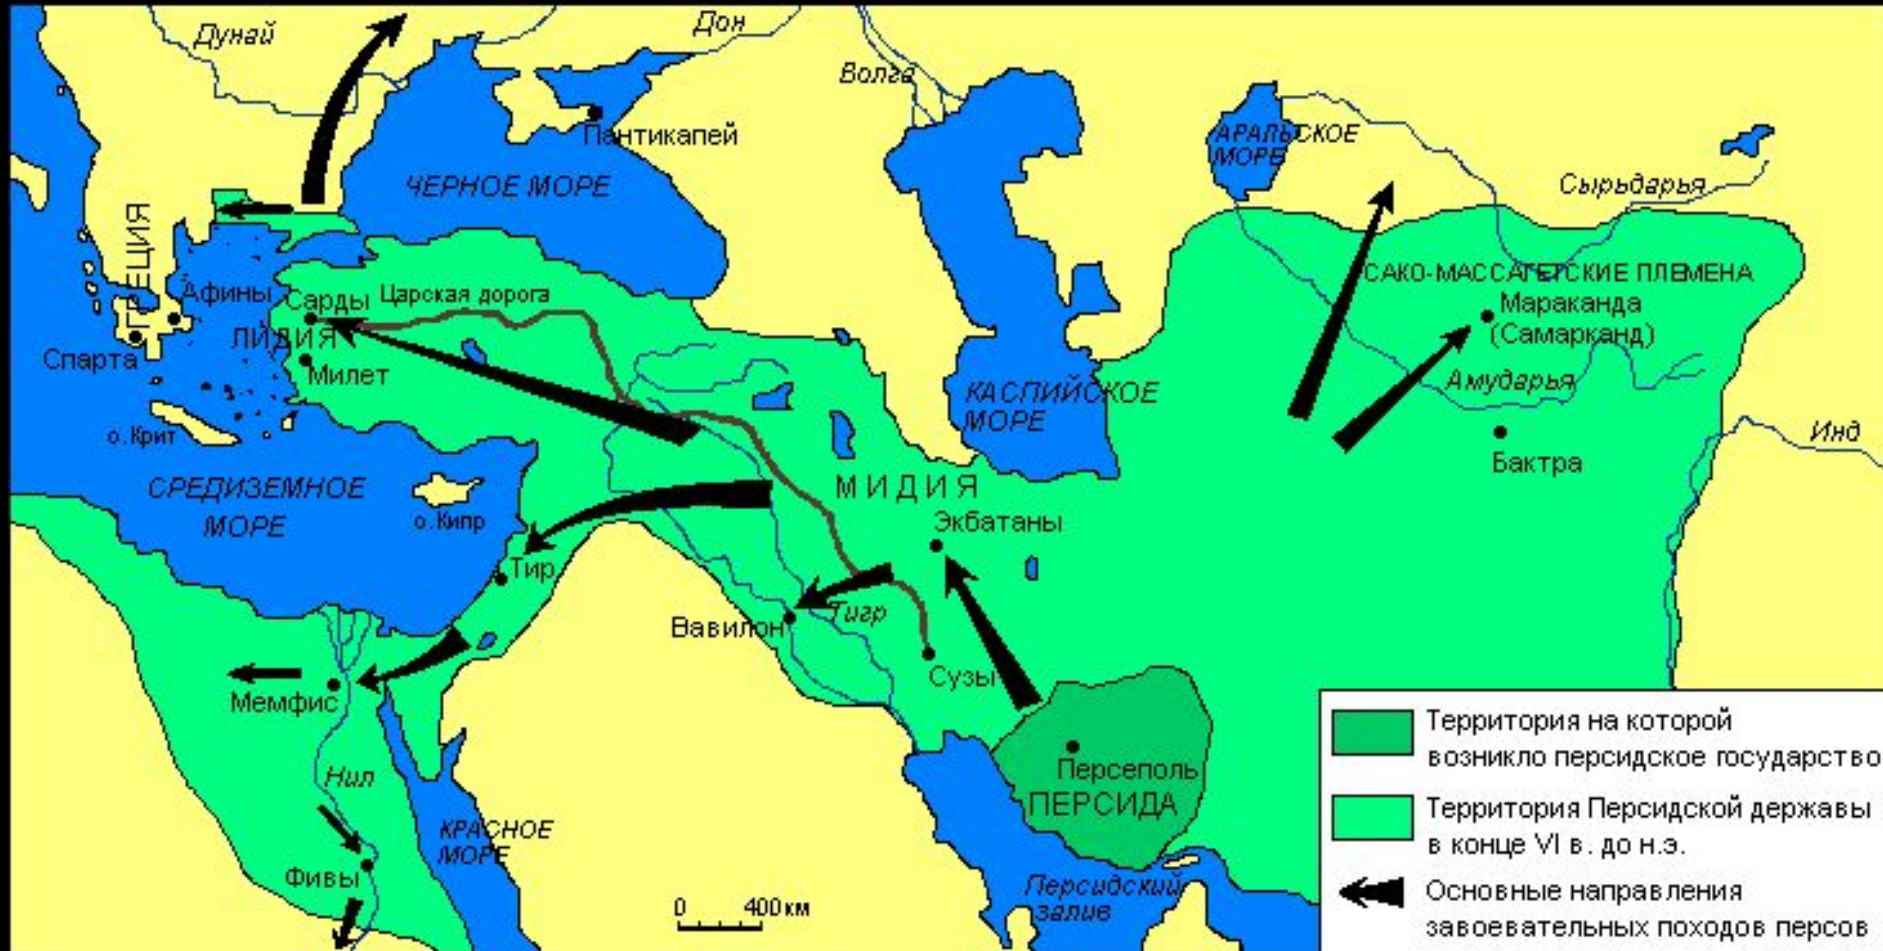 Дунай
Дон
Волга
Пантикапей
АРАЛЬСКОЕ
МОРЕ
ЧЕРНОЕ МОРЕ
Сырьдарья
ГРЕЦИЯ
САКО-МАССАГЕТСКИЕ ПЛЕМЕНА
Афины
Сарды
Царская дорога
Мараканда
(Самарканд)
ЛИДИЯ
Спарта
Милет
Амударья
КАСПИЙСКОЕ
МОРЕ
о.Крит
Инд
Бактра
СРЕДИЗЕМНОЕ
МОРЕ
о.Кипр
МИДИЯ
Экбатаны
Тир
Тигр
Вавилон
Сузы
Мемфис
Нил
Персеполь
ПЕРСИДА
КРАСНОЕ
МОРЕ
Фивы
Персидский
залив
0 400км
Территория на которой
возникло персидское государство
Территория Персидской державы
в конце VI в. до н.э.
Основные направления
завоевательных походов персов